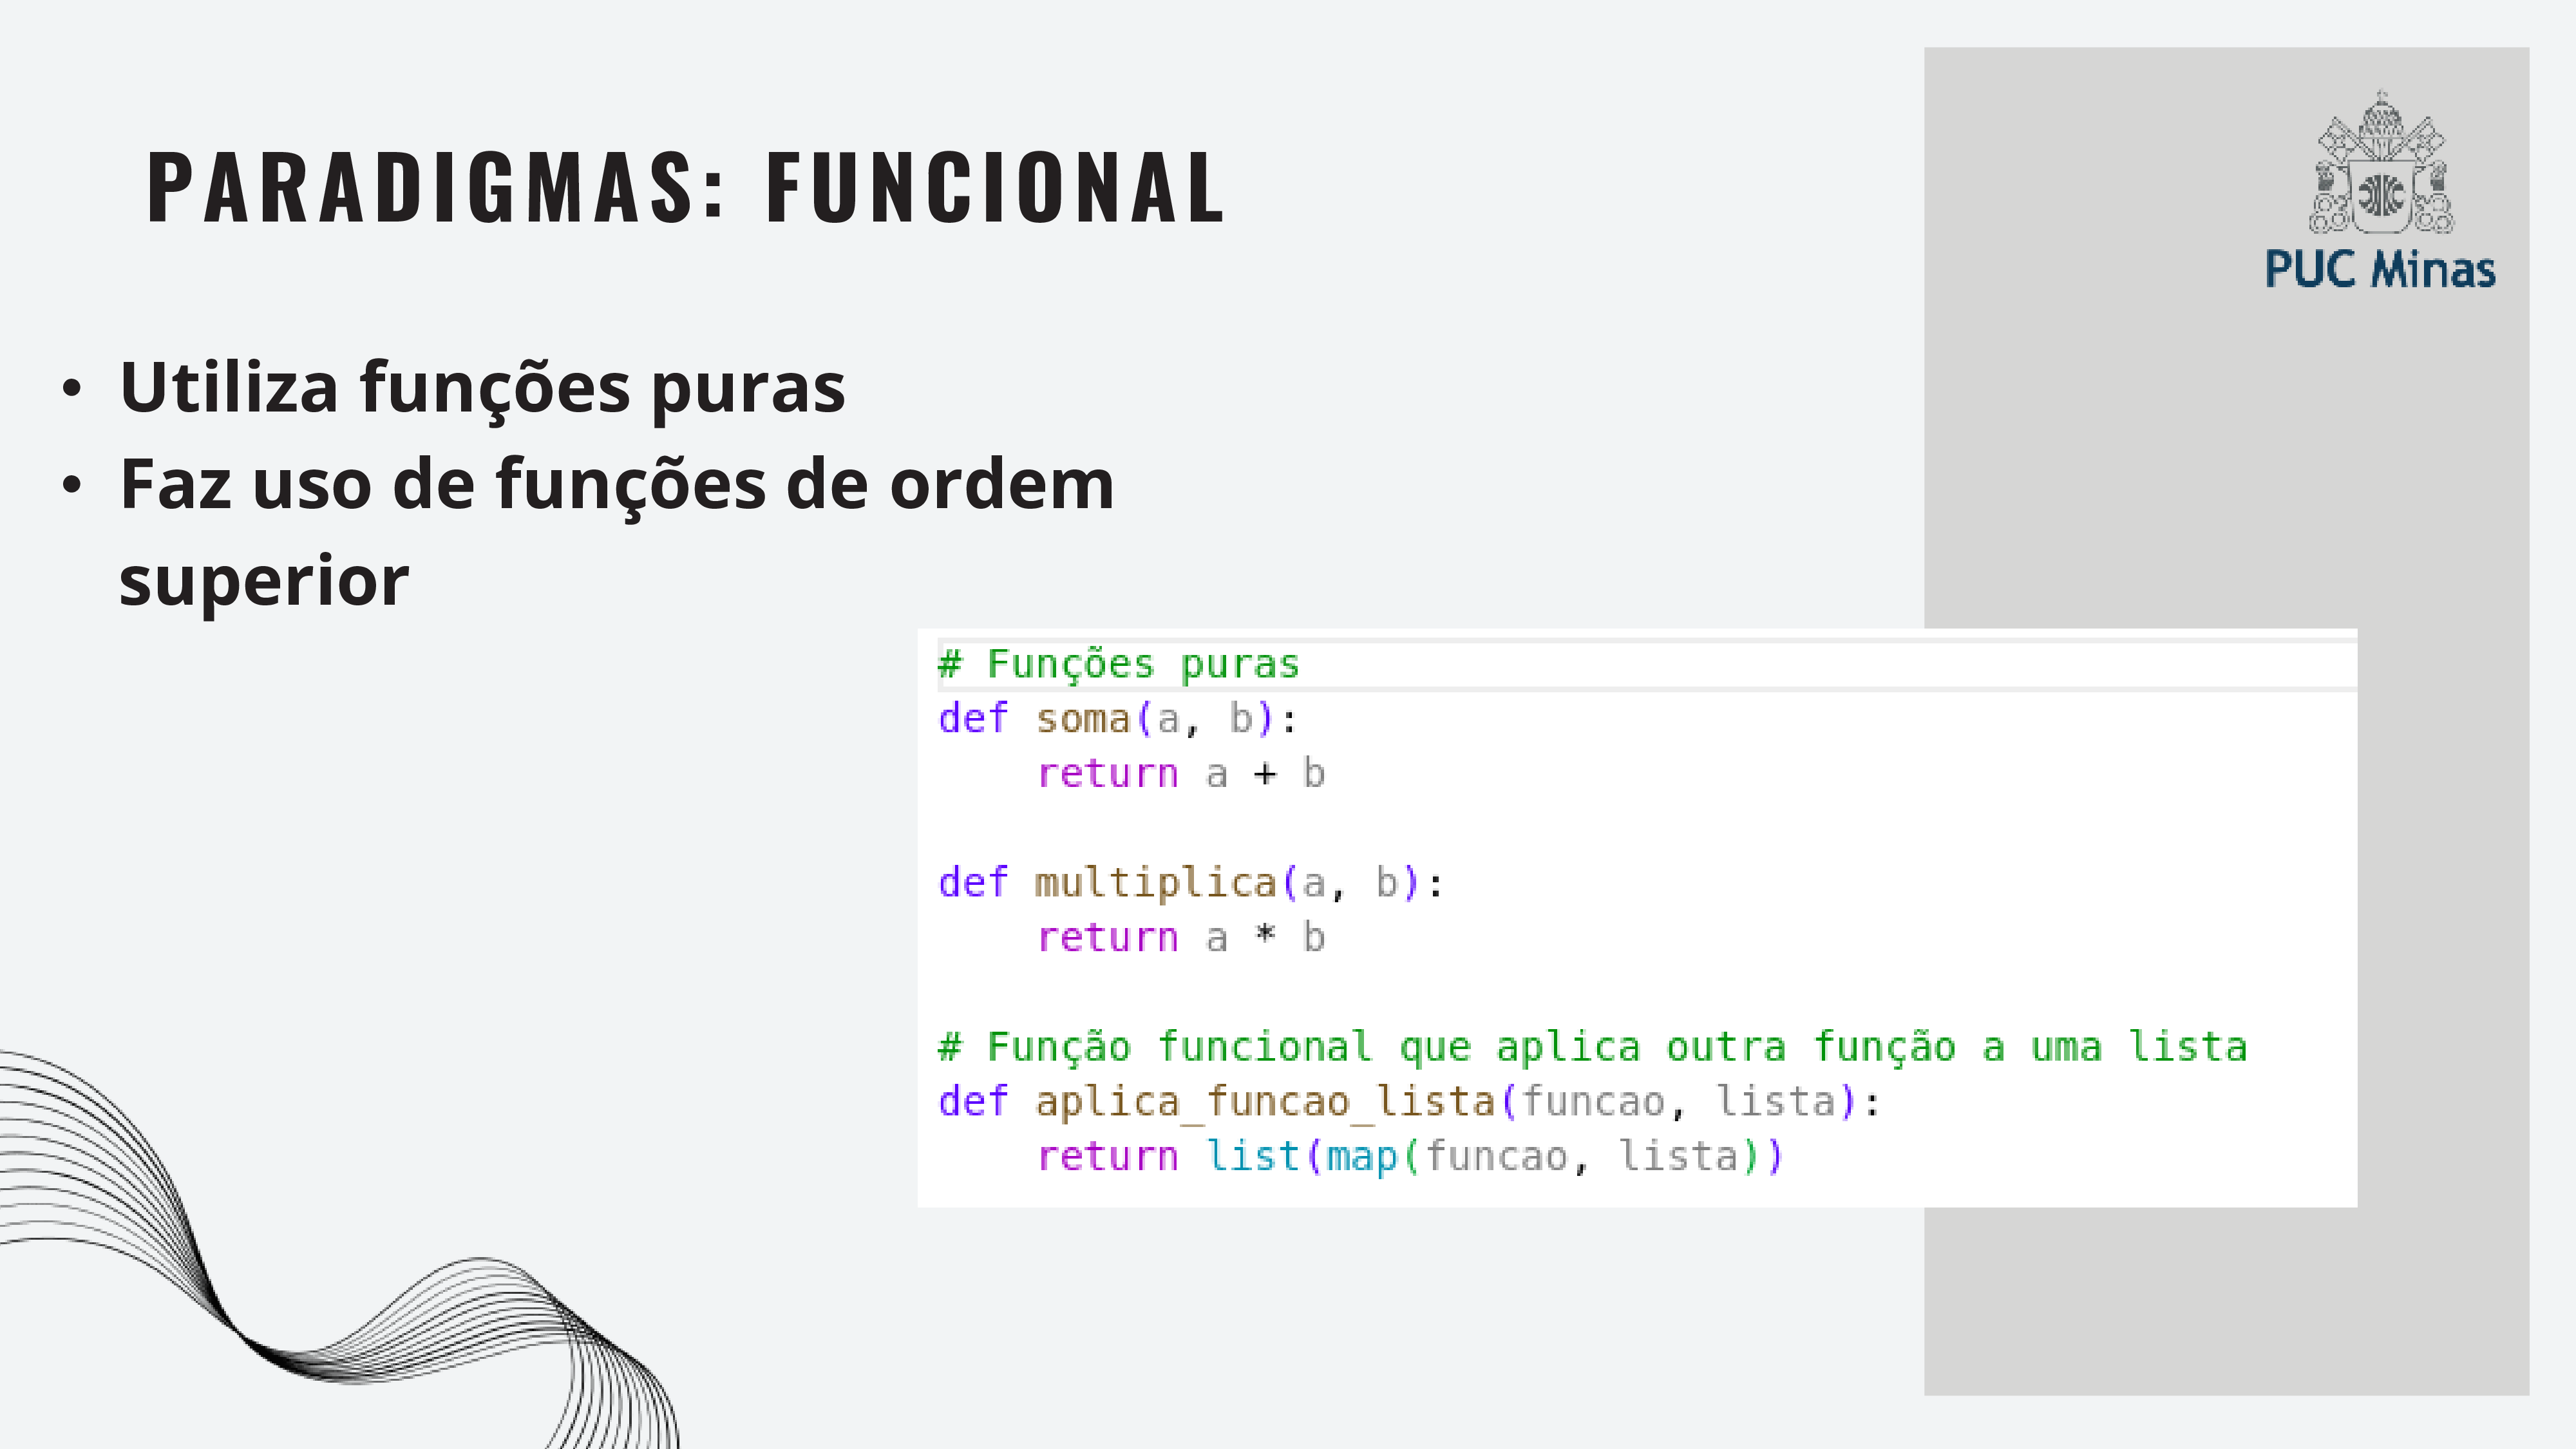 PARADIGMAS: FUNCIONAL
PUC Minas
• Utiliza funções puras
• Faz uso de funções de ordem
superior
# Funções puras
def soma(a, b):
    return a + b
def multiplica(a, b):
    return a * b
# Função funcional que aplica outra função a uma lista
def aplica_funcao_lista(funcao, lista):
    return list(map(funcao, lista))